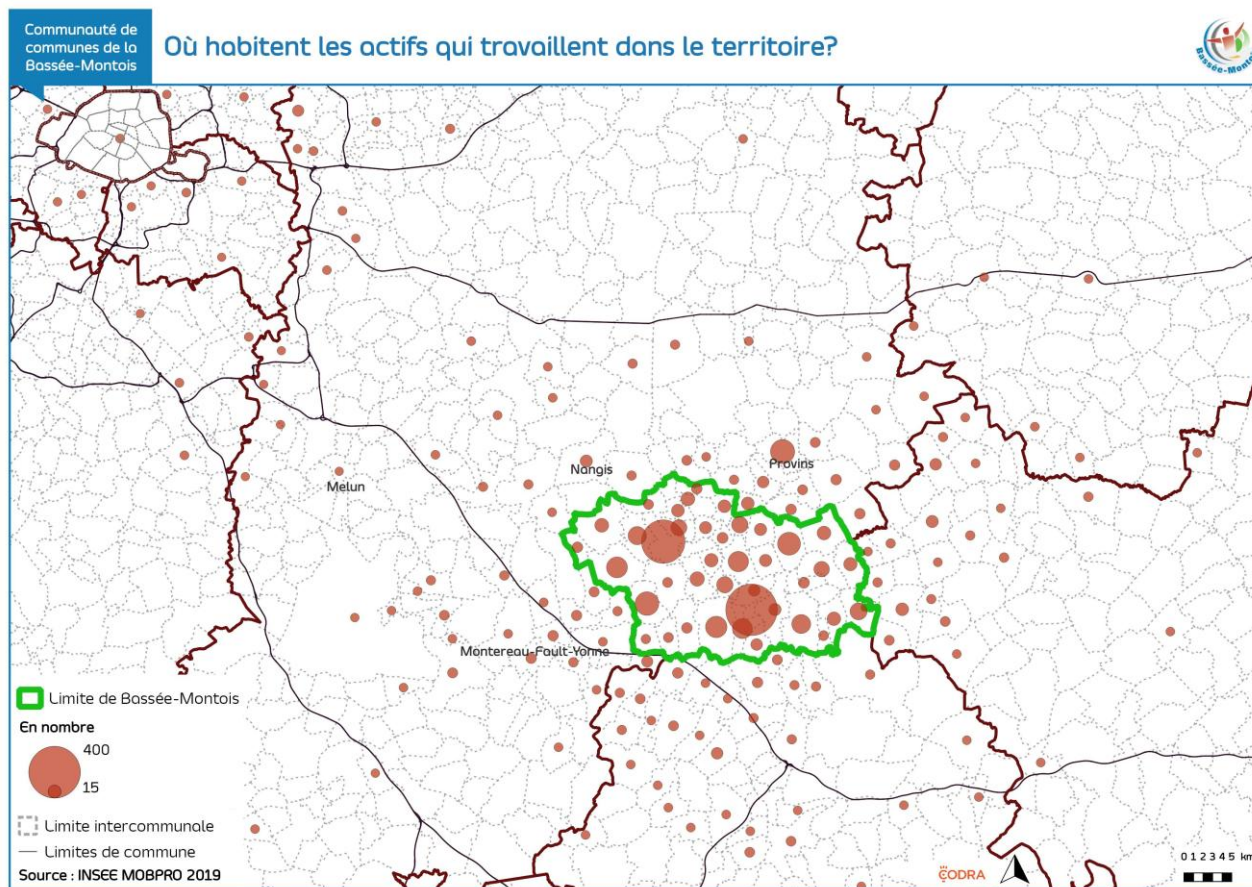 Communauté de
communes de la
Bassée-Montois
Où habitent les actifs qui travaillent dans le territoire?
Bassée-Montois
Nangis
Provins
Melun
Montereau-Fault-Yonne
Limite de Bassée-Montois
En nombre
400
15
Limite intercommunale
Limites de commune
Source : INSEE MOBPRO 2019
CODRA
0 1 2 3 4 5 km